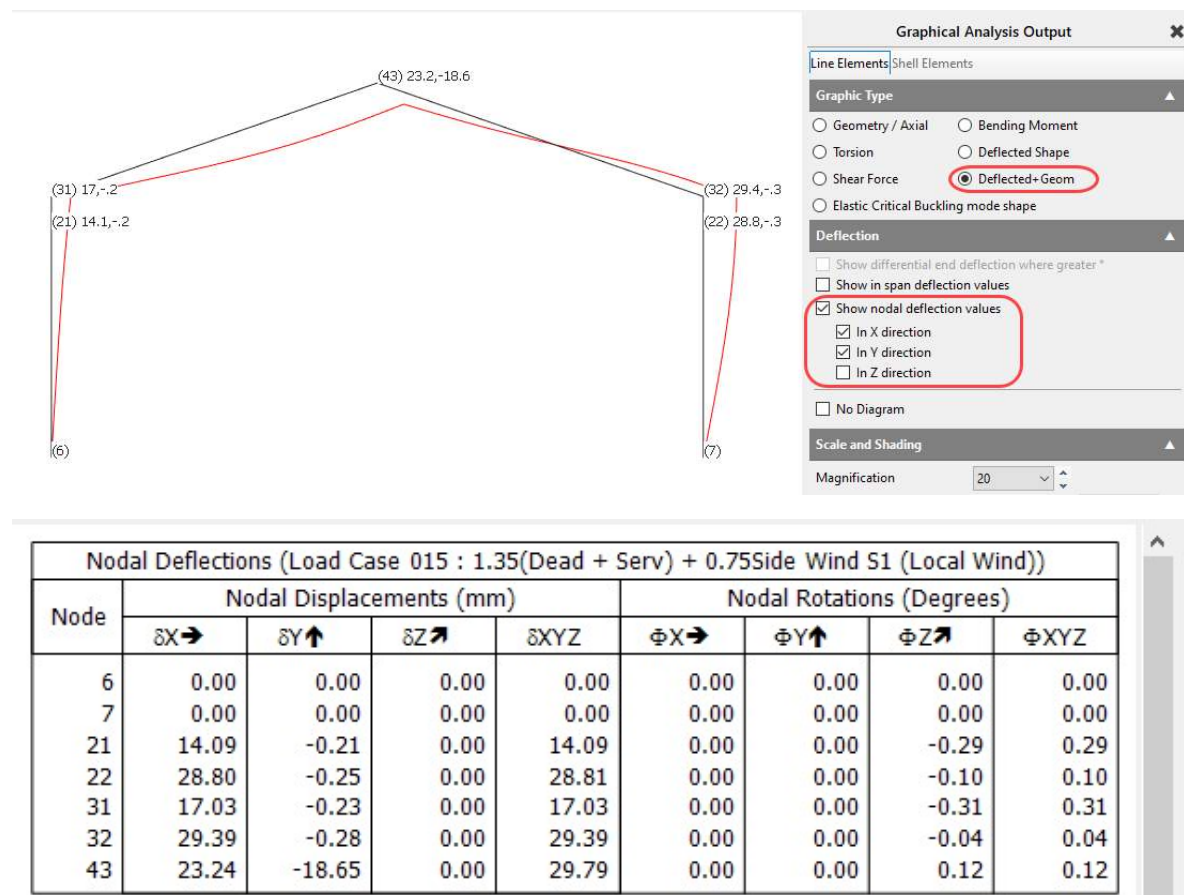 (43) 23.2,-18.6
(31) 17,-.2
(32) 29.4,-.3
(21) 14.1,-.2
(22) 28.8,-.3
(6)
(7)
Graphical Analysis Output
Line Elements Shell Elements
Graphic Type
Geometry / Axial Bending Moment
Torsion Deflected Shape
Shear Force Deflected+Geom
Elastic Critical Buckling mode shape
Deflection
Show differential end deflection where greater *
Show in span deflection values
Show nodal deflection values
In X direction
In Y direction
In Z direction
No Diagram
Scale and Shading
Magnification 20
Nodal Deflections (Load Case 015 : 1.35(Dead + Serv) + 0.75Side Wind S1 (Local Wind))
Node Nodal Displacements (mm) Nodal Rotations (Degrees)
δX➔ δY⬆ δZ⬈ δXYZ ΦX➔ ΦY⬆ ΦZ⬈ ΦXYZ
6 0.00 0.00 0.00 0.00 0.00 0.00 0.00 0.00
7 0.00 0.00 0.00 0.00 0.00 0.00 0.00 0.00
21 14.09 -0.21 0.00 14.09 0.00 0.00 -0.29 0.29
22 28.80 -0.25 0.00 28.81 0.00 0.00 -0.10 0.10
31 17.03 -0.23 0.00 17.03 0.00 0.00 -0.31 0.31
32 29.39 -0.28 0.00 29.39 0.00 0.00 -0.04 0.04
43 23.24 -18.65 0.00 29.79 0.00 0.00 0.12 0.12